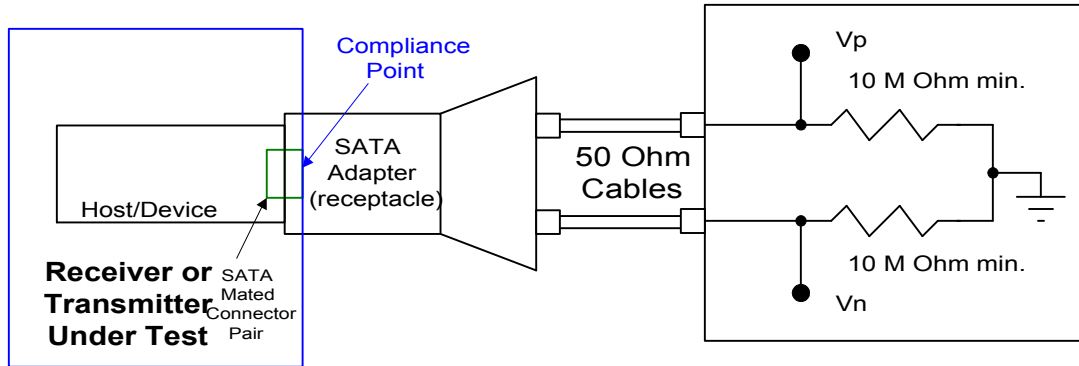 Compliance
Point
SATA
Adapter
(receptacle)
Host/Device
Receiver or
Transmitter
Under Test
SATA
Mated
Connector
Pair
50 Ohm
Cables
Vp
10 M Ohm min.
10 M Ohm min.
Vn